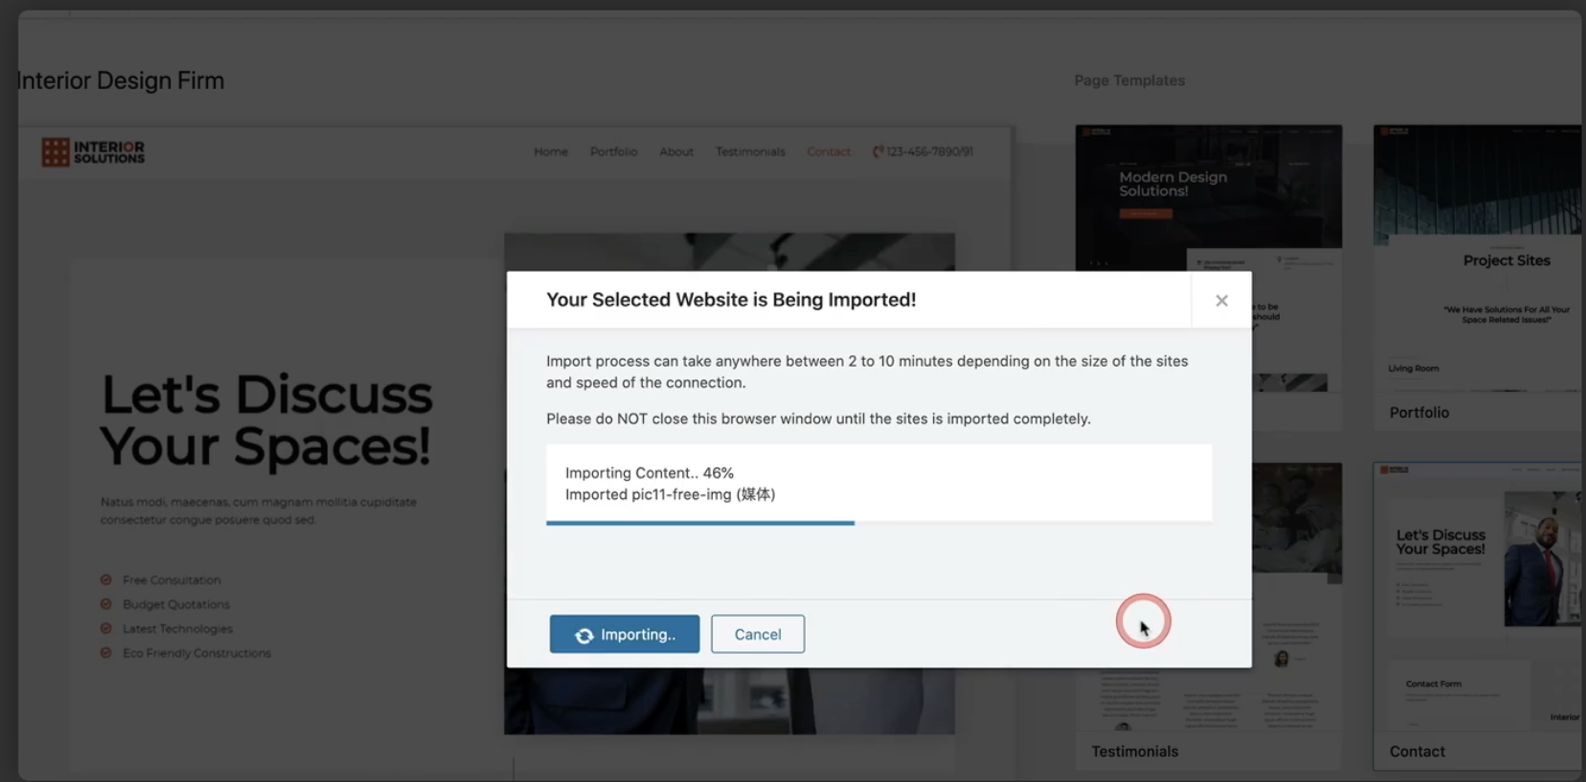 Interior Design Firm
Page Templates
INTERIOR
SOLUTIONS
Home Portfolio About Testimonials Contact 123-456-7890/91
Modern Design
Solutions!
Project Sites
"We Have Solutions For All Your
Space Related Issues!"
Living Room
Portfolio
Your Selected Website is Being Imported!
Import process can take anywhere between 2 to 10 minutes depending on the size of the sites
and speed of the connection.
Please do NOT close this browser window until the sites is imported completely.
Importing Content.. 46%
Imported pic11-free-img (媒体)
Importing..
Cancel
Let's Discuss
Your Spaces!
Natus modi, maecenas, cum magnam mollitia cupiditate
consectetur congue posuere quod sed.
Free Consultation
Budget Quotations
Latest Technologies
Eco Friendly Constructions
to be
should
Let's Discuss
Your Spaces!
Contact Form
Interior
Testimonials
Contact